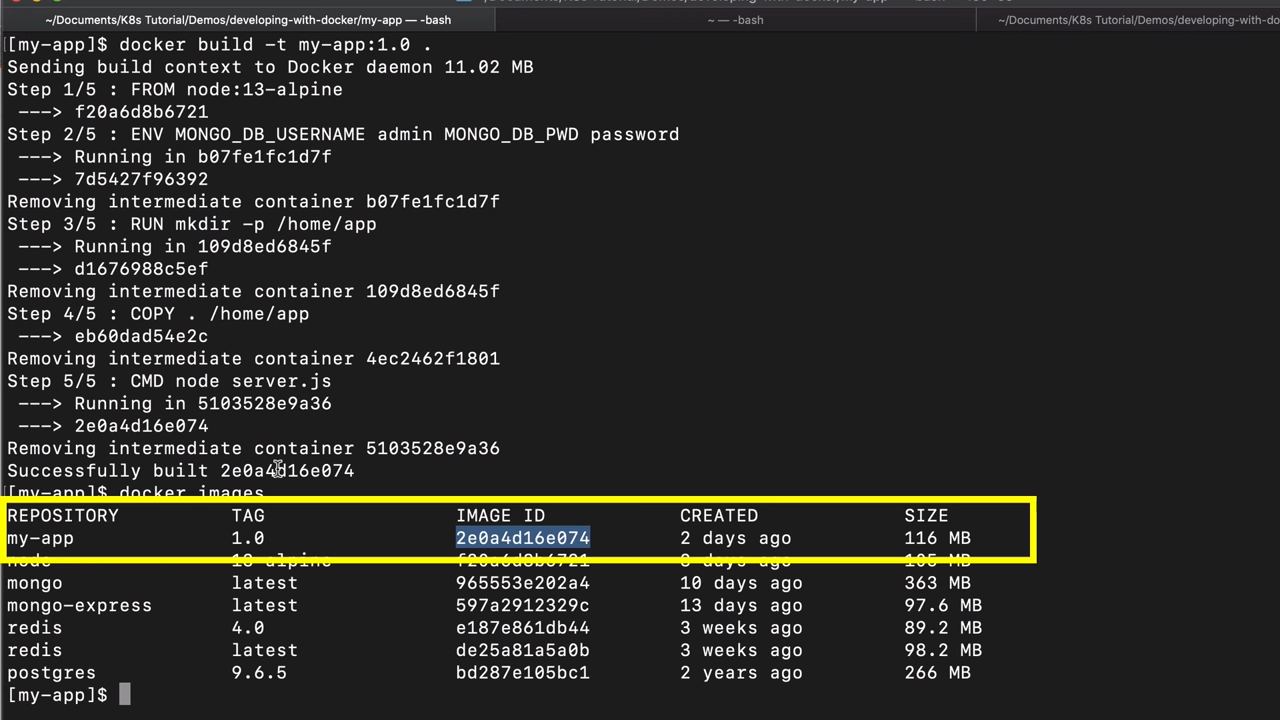 ~/Documents/K8s Tutorial/Demos/developing-with-docker/my-app — -bash
~ — -bash
~/Documents/K8s Tutorial/Demos/developing-with-do
[my-app]$ docker build -t my-app:1.0 .
Sending build context to Docker daemon 11.02 MB
Step 1/5 : FROM node:13-alpine
 ---> f20a6d8b6721
Step 2/5 : ENV MONGO_DB_USERNAME admin MONGO_DB_PWD password
 ---> Running in b07fe1fc1d7f
 ---> 7d5427f96392
Removing intermediate container b07fe1fc1d7f
Step 3/5 : RUN mkdir -p /home/app
 ---> Running in 109d8ed6845f
 ---> d1676988c5ef
Removing intermediate container 109d8ed6845f
Step 4/5 : COPY . /home/app
 ---> eb60dad54e2c
Removing intermediate container 4ec2462f1801
Step 5/5 : CMD node server.js
 ---> Running in 5103528e9a36
 ---> 2e0a4d16e074
Removing intermediate container 5103528e9a36
Successfully built 2e0a4d16e074
[my-app]$ docker images
REPOSITORY TAG IMAGE ID CREATED SIZE
my-app 1.0 2e0a4d16e074 2 days ago 116 MB
node 13-alpine f20a6d8b6721 days ago MB
mongo latest 965553e202a4 10 days ago 363 MB
mongo-express latest 597a2912329c 13 days ago 97.6 MB
redis 4.0 e187e861db44 3 weeks ago 89.2 MB
redis latest de25a81a5a0b 3 weeks ago 98.2 MB
postgres 9.6.5 bd287e105bc1 2 years ago 266 MB
[my-app]$